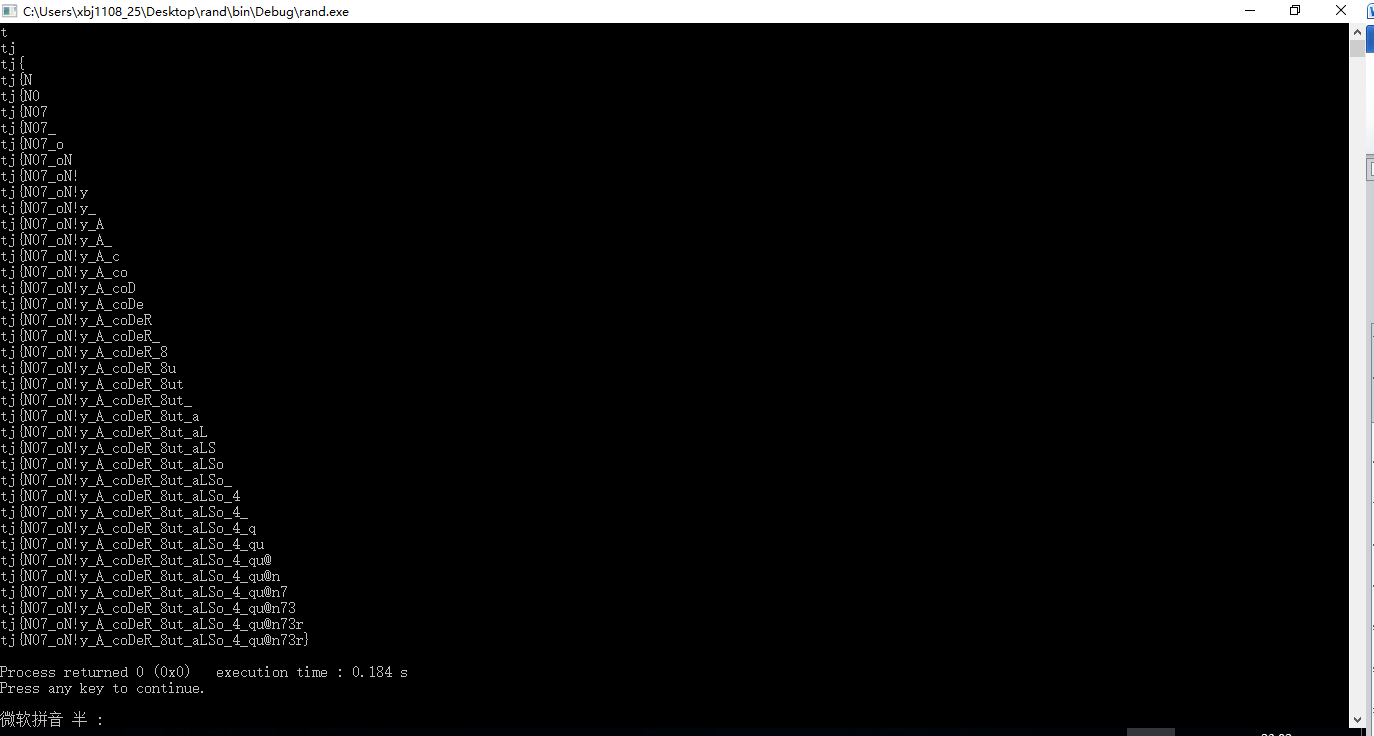 C:\Users\xbj1108_25\Desktop\rand\bin\Debug\rand.exe
t
tj
tj{
tj{N
tj{N0
tj{N07
tj{N07_
tj{N07_o
tj{N07_oN
tj{N07_oN!
tj{N07_oN!y
tj{N07_oN!y_
tj{N07_oN!y_A
tj{N07_oN!y_A_
tj{N07_oN!y_A_c
tj{N07_oN!y_A_co
tj{N07_oN!y_A_coD
tj{N07_oN!y_A_coDe
tj{N07_oN!y_A_coDeR
tj{N07_oN!y_A_coDeR_
tj{N07_oN!y_A_coDeR_8
tj{N07_oN!y_A_coDeR_8u
tj{N07_oN!y_A_coDeR_8ut
tj{N07_oN!y_A_coDeR_8ut_
tj{N07_oN!y_A_coDeR_8ut_a
tj{N07_oN!y_A_coDeR_8ut_aL
tj{N07_oN!y_A_coDeR_8ut_aLS
tj{N07_oN!y_A_coDeR_8ut_aLSo
tj{N07_oN!y_A_coDeR_8ut_aLSo_
tj{N07_oN!y_A_coDeR_8ut_aLSo_4
tj{N07_oN!y_A_coDeR_8ut_aLSo_4_
tj{N07_oN!y_A_coDeR_8ut_aLSo_4_q
tj{N07_oN!y_A_coDeR_8ut_aLSo_4_qu
tj{N07_oN!y_A_coDeR_8ut_aLSo_4_qu@
tj{N07_oN!y_A_coDeR_8ut_aLSo_4_qu@n
tj{N07_oN!y_A_coDeR_8ut_aLSo_4_qu@n7
tj{N07_oN!y_A_coDeR_8ut_aLSo_4_qu@n73
tj{N07_oN!y_A_coDeR_8ut_aLSo_4_qu@n73r
tj{N07_oN!y_A_coDeR_8ut_aLSo_4_qu@n73r}
Process returned 0 (0x0)   execution time : 0.184 s
Press any key to continue.
微软拼音 半 :